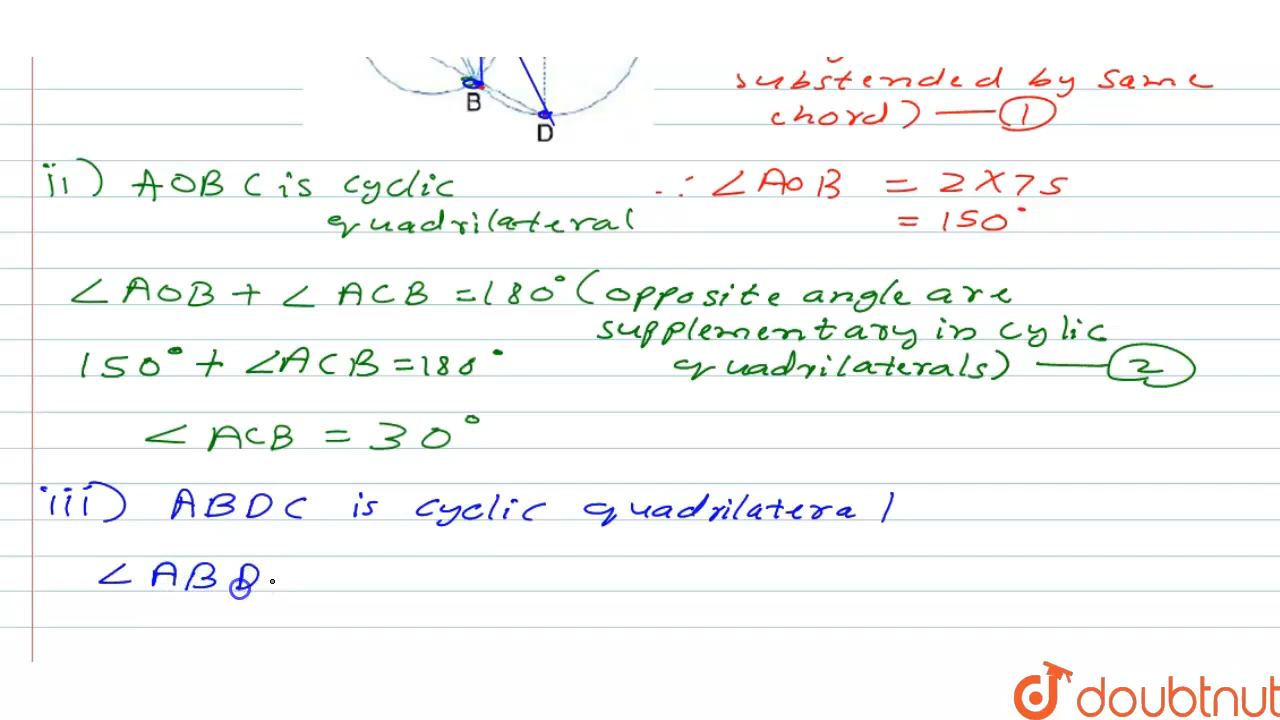 B
D
substended by same
chord) — ①
ii) AOBC is cyclic
quadrilateral
∴ ∠AOB = 2 × 75
= 150°
∠AOB + ∠ACB = 180° (opposite angle are
supplementary in cylic
quadrilaterals) — ②
150° + ∠ACB = 180°
∠ACB = 30°
iii) ABDC is cyclic quadrilateral
∠ABD
doubtnut